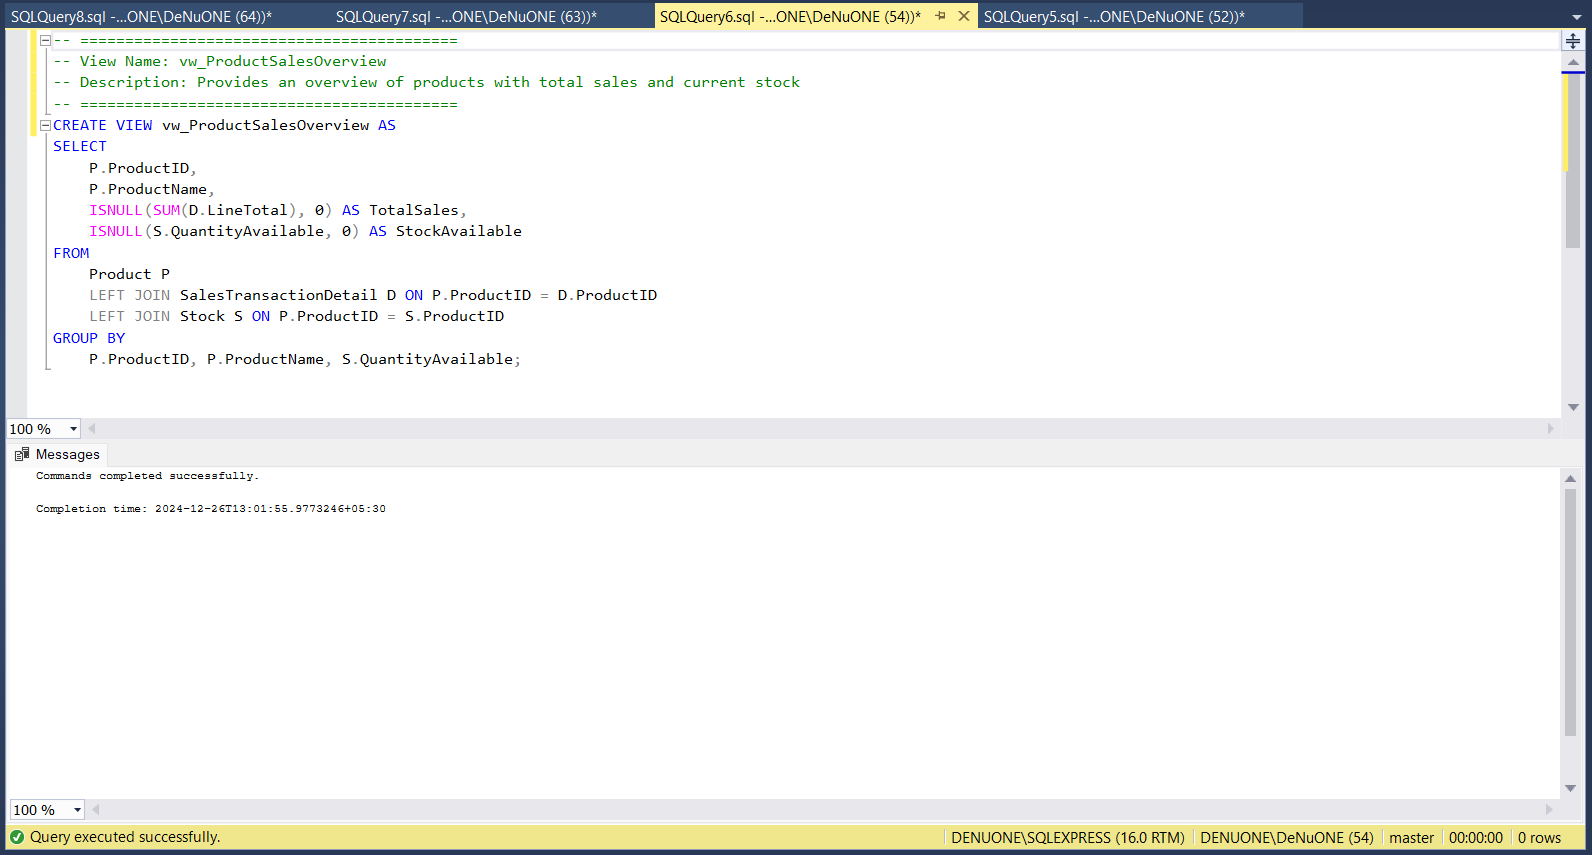 SQLQuery8.sql -...ONE\DeNuONE (64))* SQLQuery7.sql -...ONE\DeNuONE (63))* SQLQuery6.sql -...ONE\DeNuONE (54))* SQLQuery5.sql -...ONE\DeNuONE (52))*
-- ==========================================
-- View Name: vw_ProductSalesOverview
-- Description: Provides an overview of products with total sales and current stock
-- ==========================================
CREATE VIEW vw_ProductSalesOverview AS
SELECT
P.ProductID,
P.ProductName,
ISNULL(SUM(D.LineTotal), 0) AS TotalSales,
ISNULL(S.QuantityAvailable, 0) AS StockAvailable
FROM
Product P
LEFT JOIN SalesTransactionDetail D ON P.ProductID = D.ProductID
LEFT JOIN Stock S ON P.ProductID = S.ProductID
GROUP BY
P.ProductID, P.ProductName, S.QuantityAvailable;
100 %
Messages
Commands completed successfully.
Completion time: 2024-12-26T13:01:55.9773246+05:30
100 %
Query executed successfully. DENUONE\SQLEXPRESS (16.0 RTM) DENUONE\DeNuONE (54) master 00:00:00 0 rows